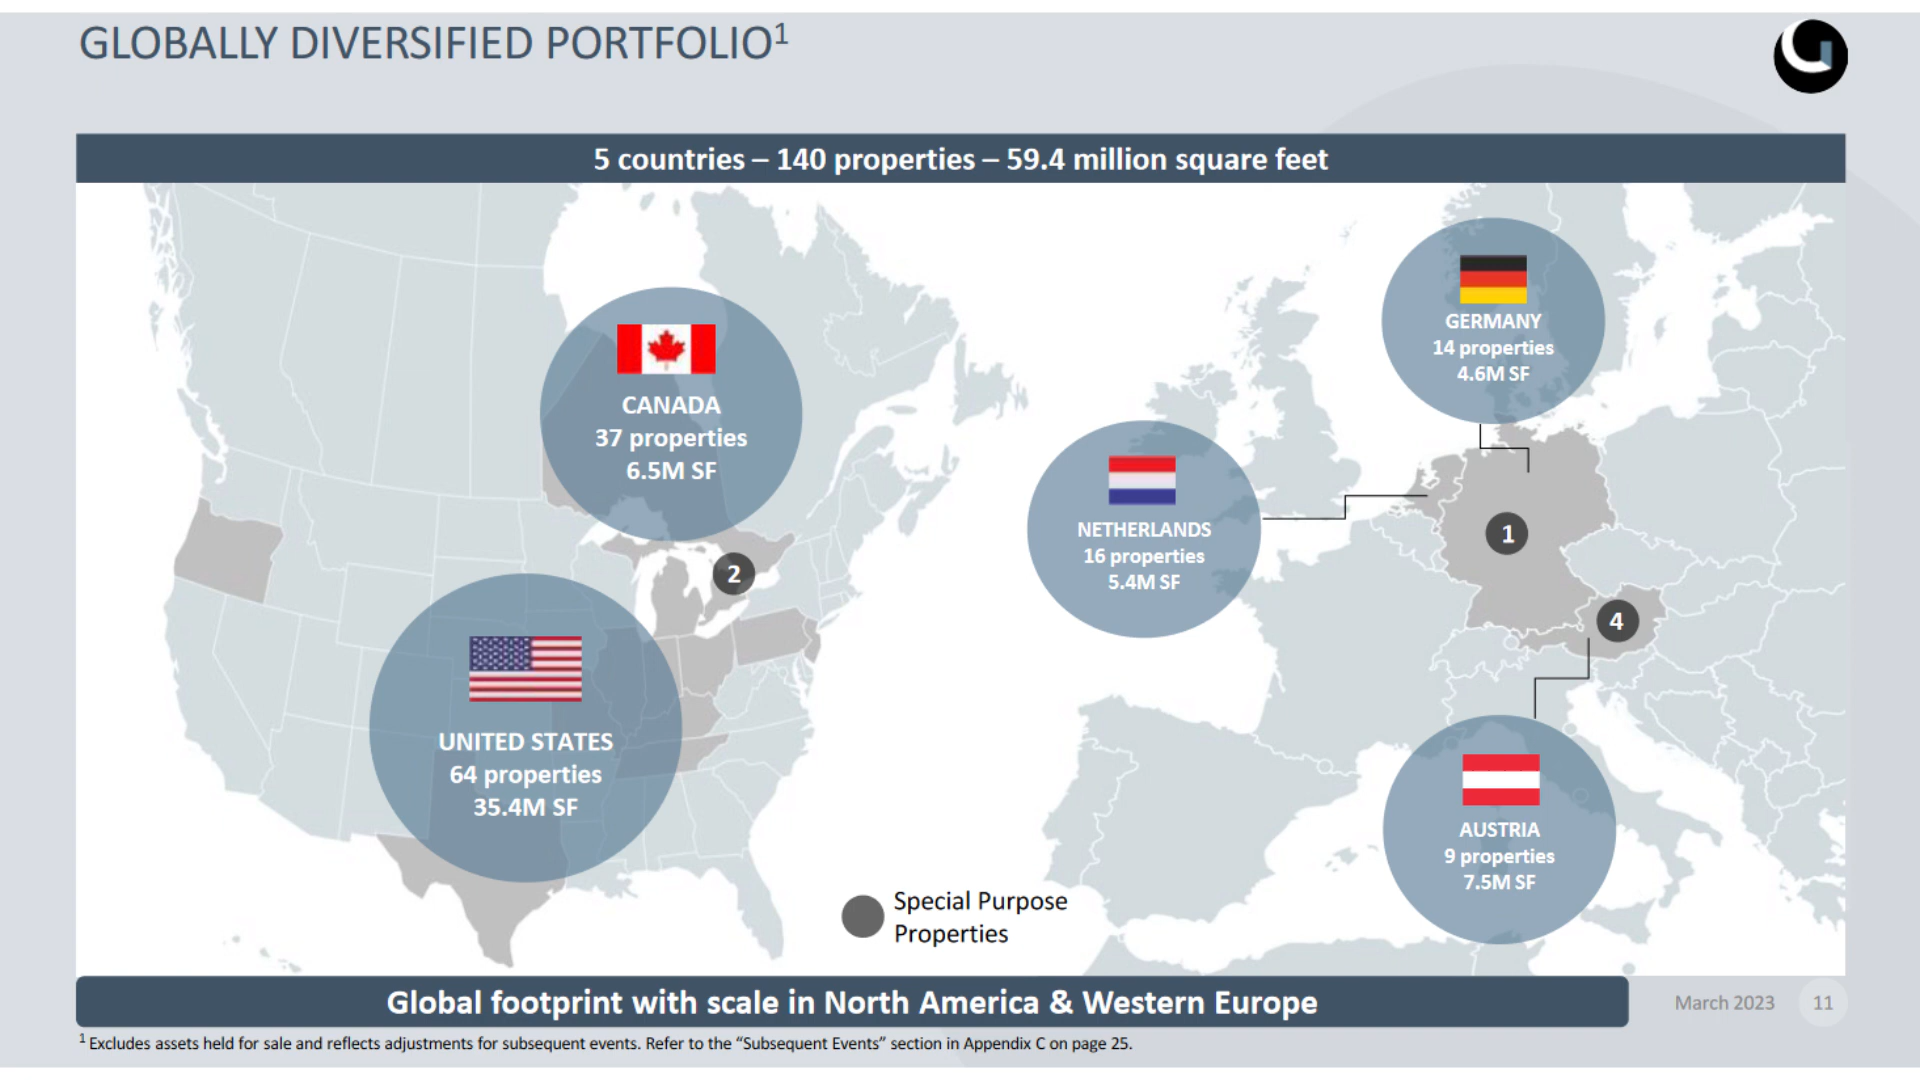 GLOBALLY DIVERSIFIED PORTFOLIO1
5 countries – 140 properties – 59.4 million square feet
CANADA
37 properties
6.5M SF
2
UNITED STATES
64 properties
35.4M SF
GERMANY
14 properties
4.6M SF
NETHERLANDS
16 properties
5.4M SF
1
4
AUSTRIA
9 properties
7.5M SF
Special Purpose
Properties
Global footprint with scale in North America & Western Europe
March 2023 11
1 Excludes assets held for sale and reflects adjustments for subsequent events. Refer to the “Subsequent Events” section in Appendix C on page 25.